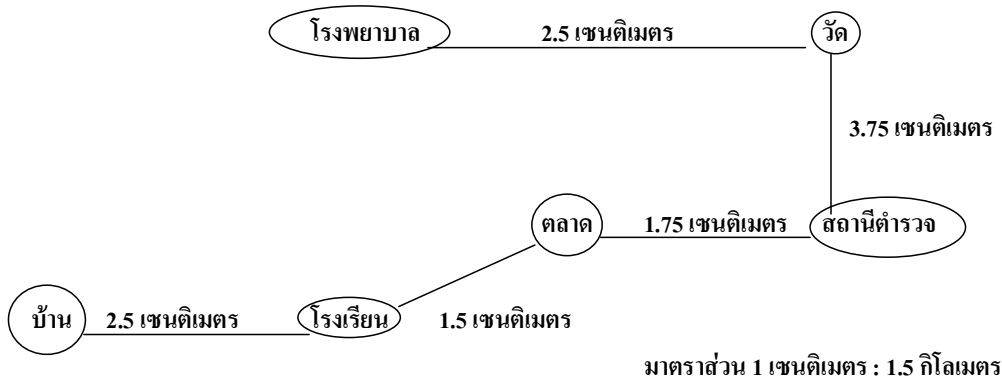 โรงพยาบาล 2.5 เซนติเมตร วัด
3.75 เซนติเมตร
ตลาด 1.75 เซนติเมตร สถานีตำรวจ
บ้าน 2.5 เซนติเมตร โรงเรียน 1.5 เซนติเมตร
มาตราส่วน 1 เซนติเมตร : 1.5 กิโลเมตร